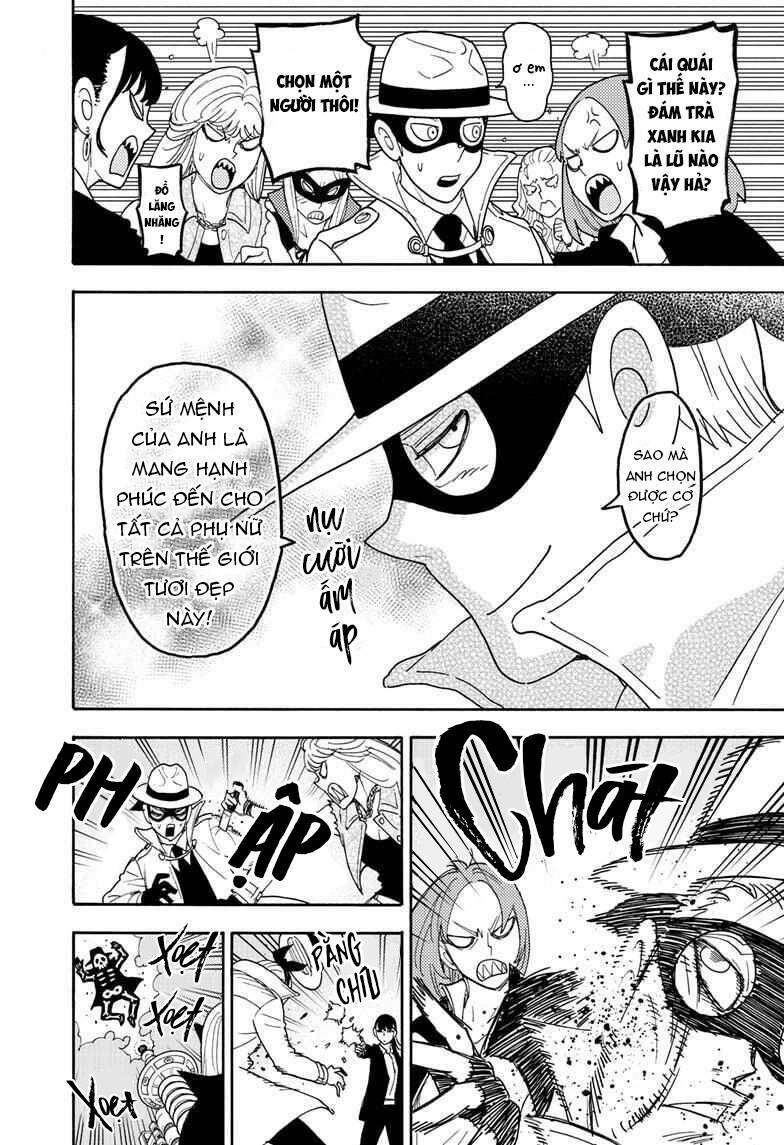 CÁI QUÁI
GÌ THẾ NÀY?
ĐÁM TRÀ
XANH KIA
LÀ LŨ NÀO
VẬY HẢ?
Ơ EM
...
CHỌN MỘT
NGƯỜI THÔI!
ĐỒ
LĂNG
NHĂNG
!
SAO MÀ
ANH CHỌN
ĐƯỢC CƠ
CHỨ?
SỨ MỆNH
CỦA ANH LÀ
MANG HẠNH
PHÚC ĐẾN CHO
TẤT CẢ PHỤ NỮ
TRÊN THẾ GIỚI
TƯƠI ĐẸP
NÀY!
NỤ
CƯỜI
ẤM
ÁP
Chát
PH
ẬP
PẰNG
CHÍU
Xoẹt
Xoẹt
Xoẹt